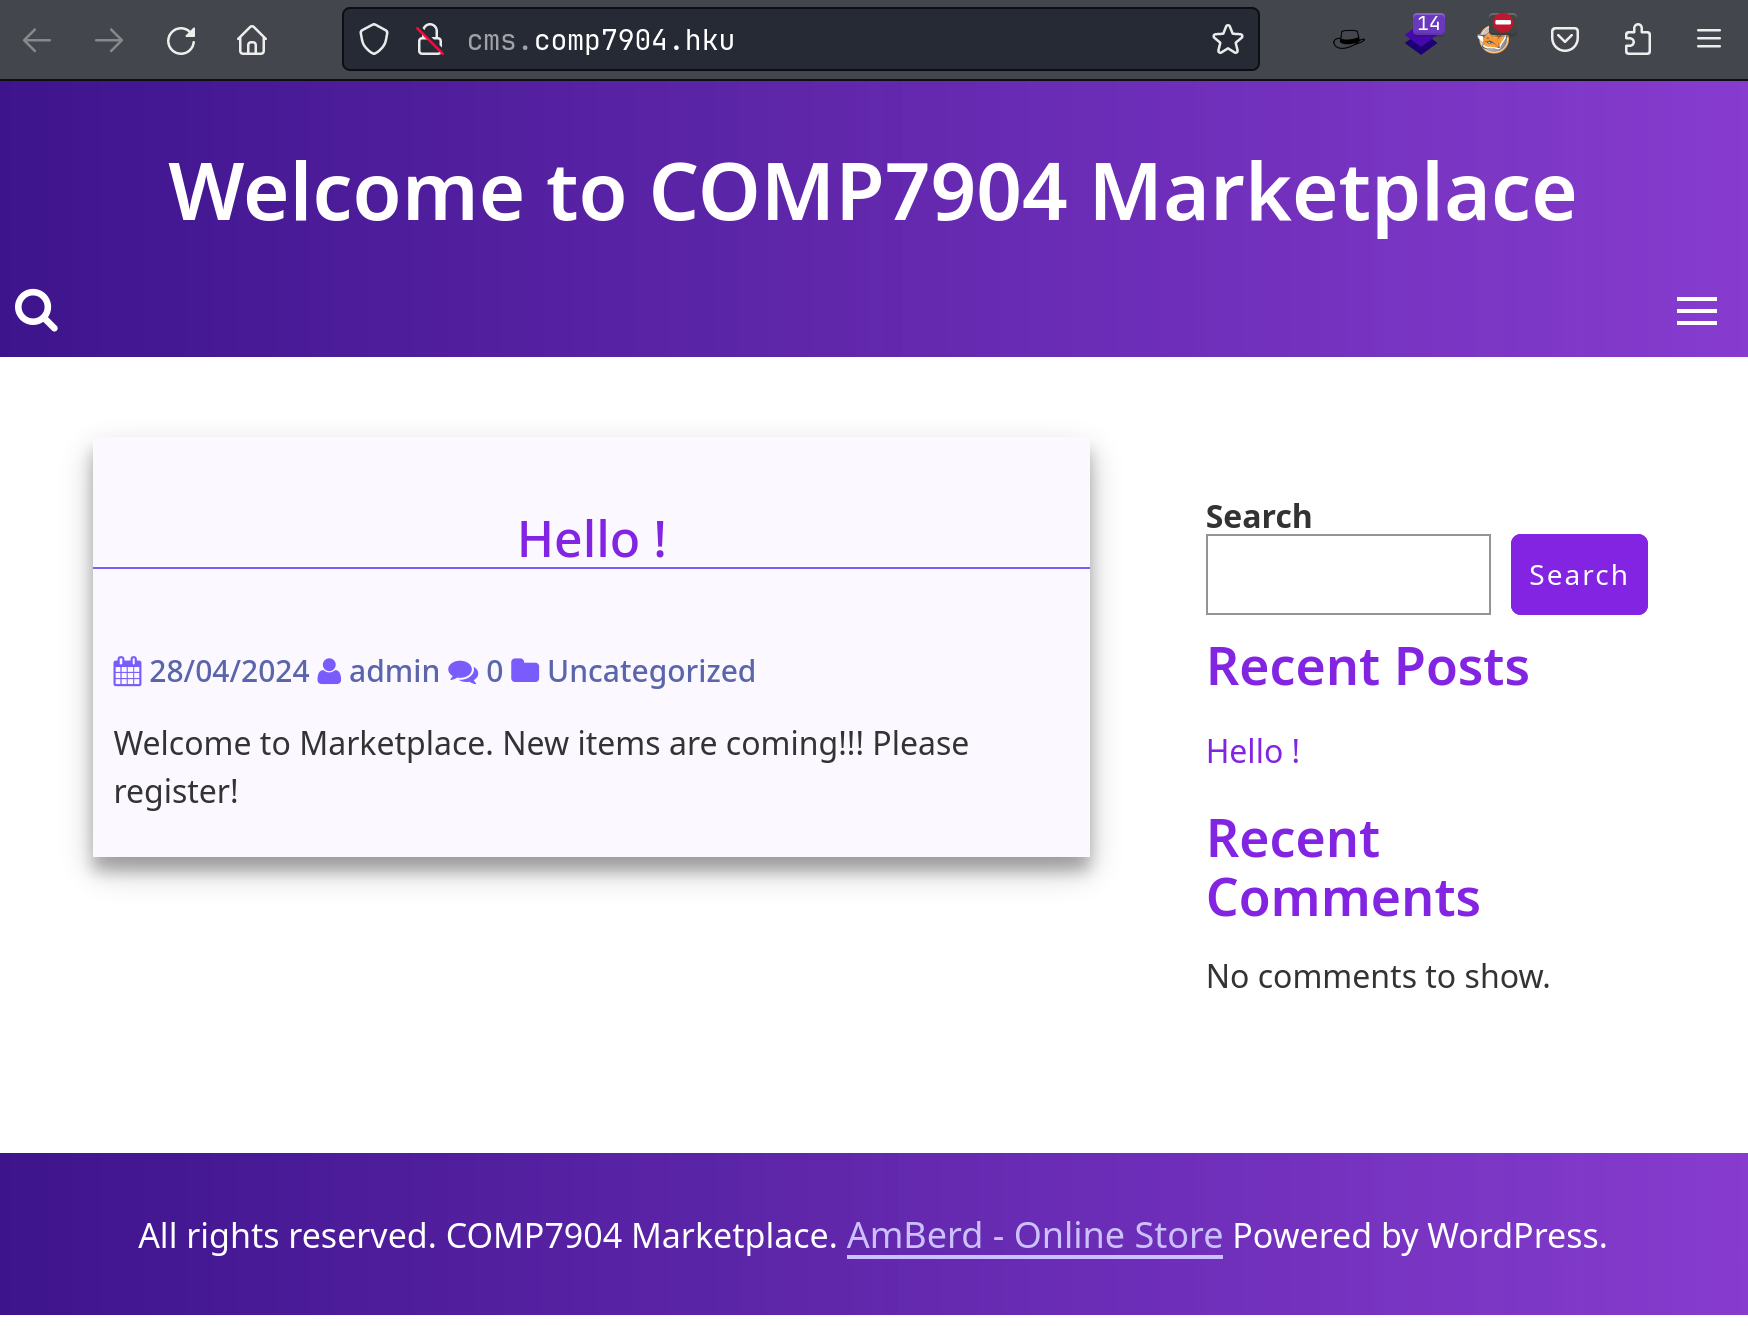 cms.comp7904.hku
14
Welcome to COMP7904 Marketplace
Hello !
28/04/2024 admin 0 Uncategorized
Welcome to Marketplace. New items are coming!!! Please
register!
Search
Search
Recent Posts
Hello !
Recent
Comments
No comments to show.
All rights reserved. COMP7904 Marketplace. AmBerd - Online Store Powered by WordPress.